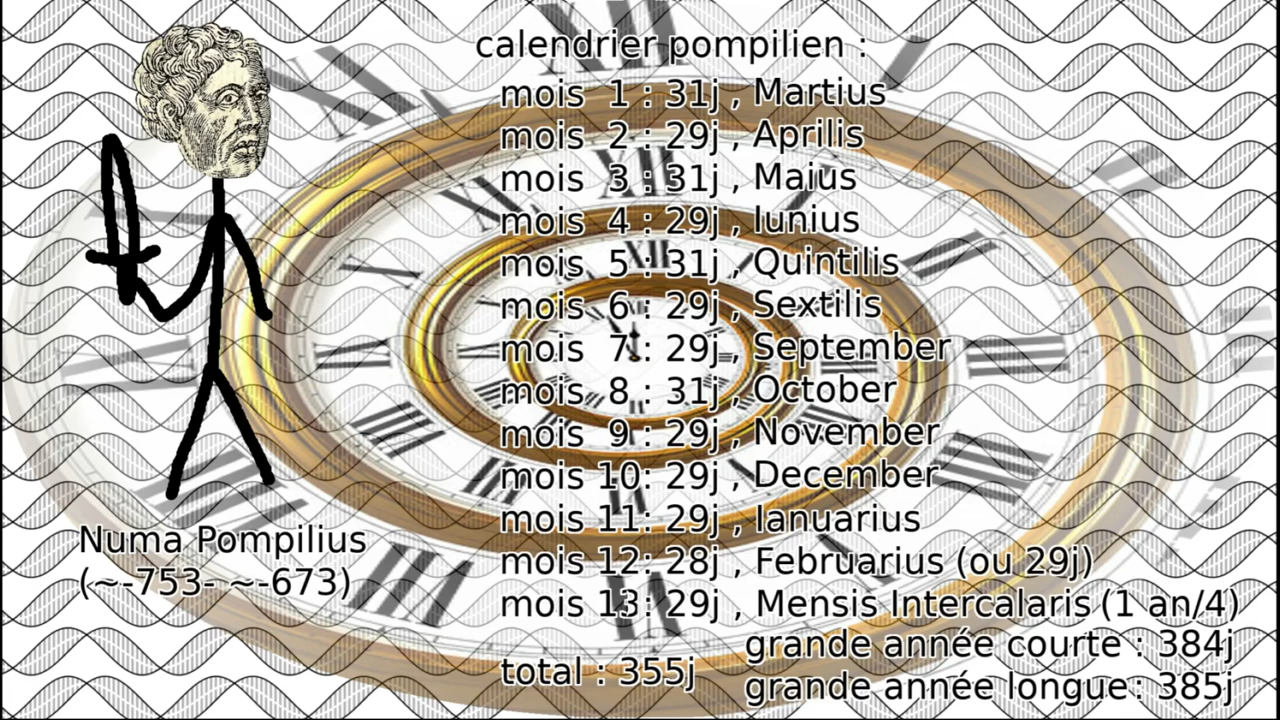 calendrier pompilien :
mois 1 : 31j , Martius
mois 2 : 29j , Aprilis
mois 3 : 31j , Maius
mois 4 : 29j , Iunius
mois 5 : 31j , Quintilis
mois 6 : 29j , Sextilis
mois 7 : 29j , September
mois 8 : 31j , October
mois 9 : 29j , November
mois 10: 29j , December
mois 11: 29j , Ianuarius
mois 12: 28j , Februarius (ou 29j)
mois 13: 29j , Mensis Intercalaris (1 an/4)
total : 355j
grande année courte : 384j
grande année longue : 385j
Numa Pompilius
(~-753- ~-673)